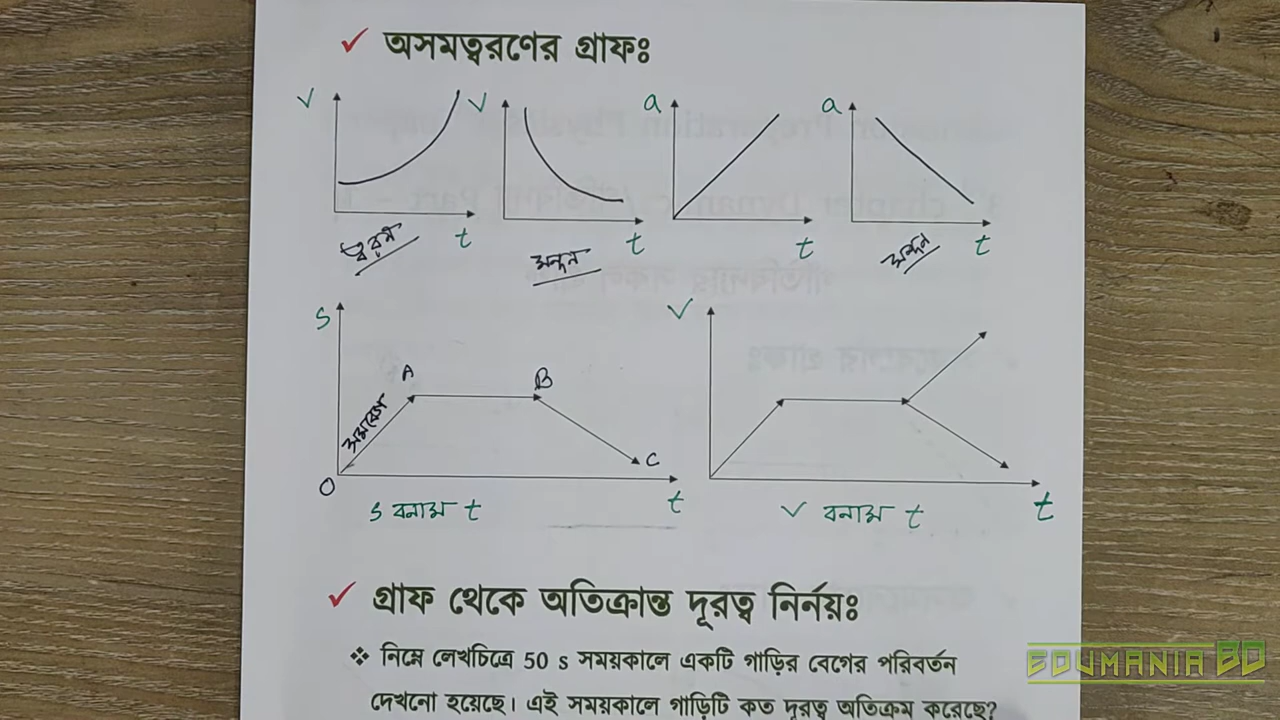 ✓ অসমত্বরণের গ্রাফঃ
v v a a
t t t t
ত্বরণ মন্দন মন্দন
s v
A B
সমবেগ
C
O
t t
s বনাম t v বনাম t
✓ গ্রাফ থেকে অতিক্রান্ত দূরত্ব নির্নয়ঃ
❖ নিম্নে লেখচিত্রে 50 s সময়কালে একটি গাড়ির বেগের পরিবর্তন
দেখনো হয়েছে। এই সময়কালে গাড়িটি কত দূরত্ব অতিক্রম করেছে?
EDUMANIA BD